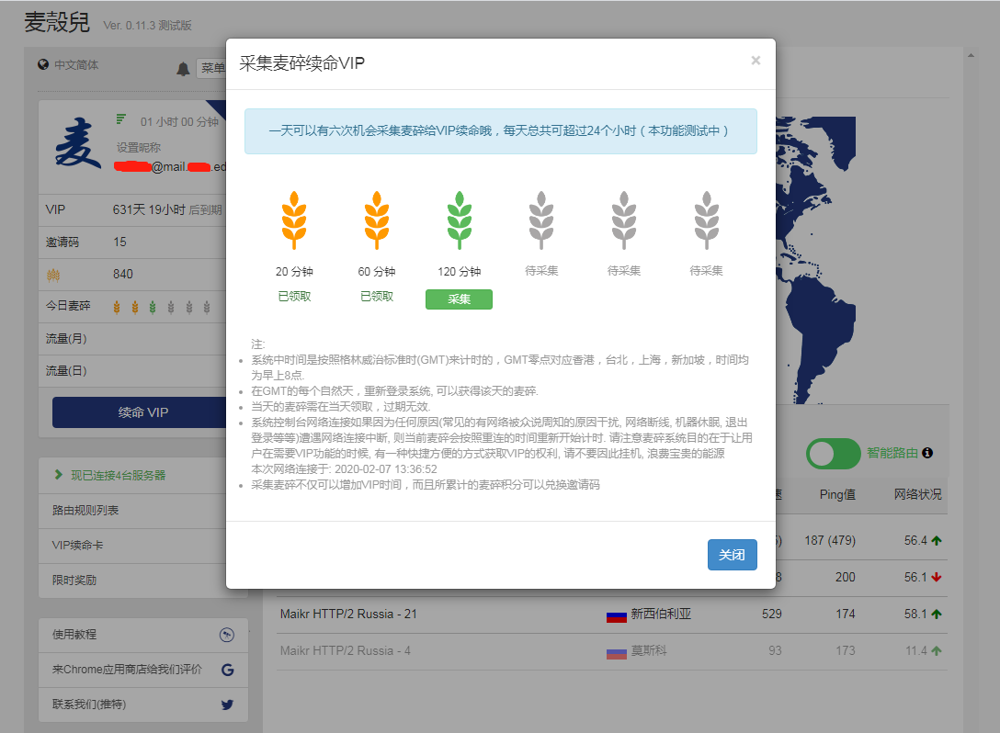 麦殼兒 Ver. 0.11.3 测试版
中文简体
菜单
麦
01 小时 00 分钟
设置昵称
@mail. .ed
VIP 631天 19小时 后到期
邀请码 15
840
今日麦碎
流量(月)
流量(日)
续命 VIP
现已连接4台服务器
路由规则列表
VIP续命卡
限时奖励
使用教程
来Chrome应用商店给我们评价
联系我们(推特)
采集麦碎续命VIP
×
一天可以有六次机会采集麦碎给VIP续命哦，每天总共可超过24个小时（本功能测试中）
20 分钟 60 分钟 120 分钟 待采集 待采集 待采集
已领取 已领取 采集
注:
系统中时间是按照格林威治标准时(GMT)来计时的，GMT零点对应香港，台北，上海，新加坡，时间均
为早上8点.
在GMT的每个自然天，重新登录系统, 可以获得该天的麦碎.
当天的麦碎需在当天领取，过期无效.
系统控制台网络连接如果因为任何原因(常见的有网络被众说周知的原因干扰, 网络断线, 机器休眠, 退出
登录等等)遭遇网络连接中断, 则当前麦碎会按照重连的时间重新开始计时. 请注意麦碎系统目的在于让用
户在需要VIP功能的时候, 有一种快捷方便的方式获取VIP的权利, 请不要因此挂机, 浪费宝贵的能源
本次网络连接于: 2020-02-07 13:36:52
采集麦碎不仅可以增加VIP时间，而且所累计的麦碎积分可以兑换邀请码
关闭
智能路由
速 Ping值 网络状况
) 187 (479) 56.4
8 200 56.1
Maikr HTTP/2 Russia - 21 新西伯利亚 529 174 58.1
Maikr HTTP/2 Russia - 4 莫斯科 93 173 11.4